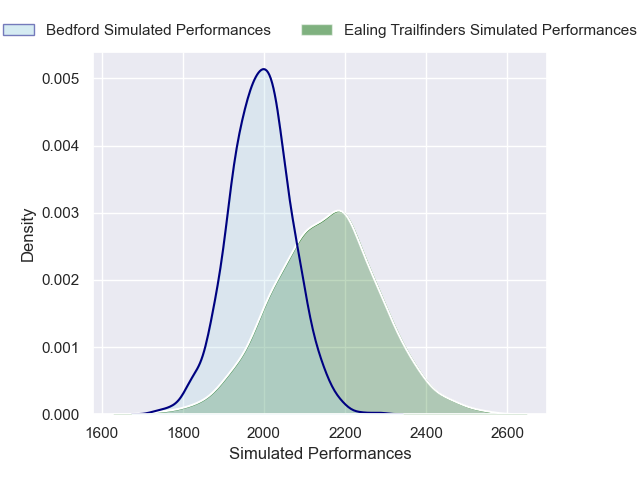 Bedford Simulated Performances
Ealing Trailfinders Simulated Performances
0.005
0.004
0.003
0.002
0.001
0.000
Density
1600 1800 2000 2200 2400 2600
Simulated Performances